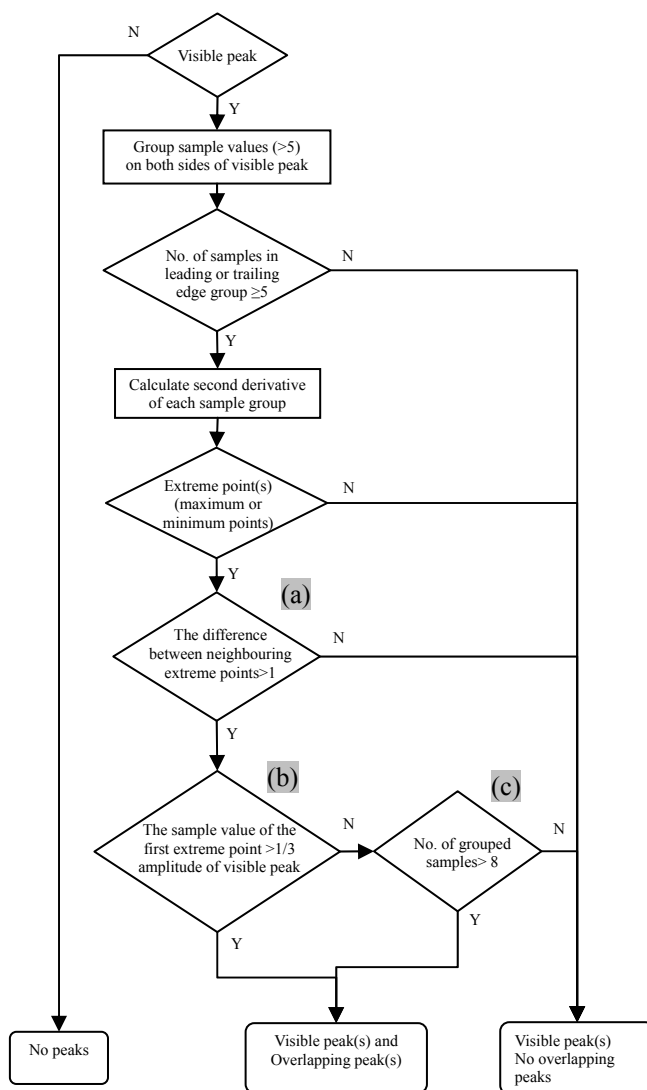 N
Visible peak
Y
Group sample values (>5)
on both sides of visible peak
No. of samples in
leading or trailing
edge group ≥5
N
Y
Calculate second derivative
of each sample group
Extreme point(s)
(maximum or
minimum points)
N
Y
(a)
The difference
between neighbouring
extreme points>1
N
Y
(b)
The sample value of the
first extreme point >1/3
amplitude of visible peak
N
(c)
No. of grouped
samples> 8
N
Y
Y
No peaks
Visible peak(s) and
Overlapping peak(s)
Visible peak(s)
No overlapping
peaks